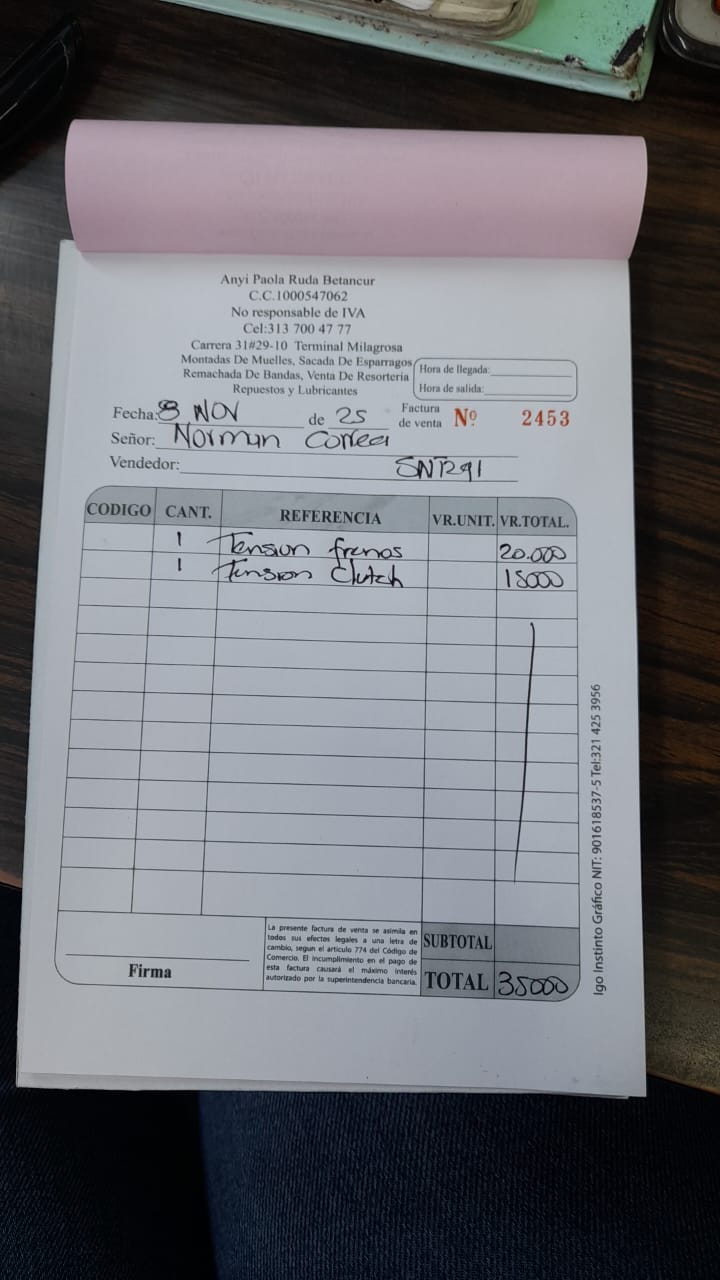 Anyi Paola Ruda Betancur
C.C.1000547062
No responsable de IVA
Cel:313 700 47 77
Carrera 31#29-10 Terminal Milagrosa
Montadas De Muelles, Sacada De Esparragos
Remachada De Bandas, Venta De Resorteria
Repuestos y Lubricantes
Hora de llegada:
Hora de salida:
Fecha: 8 NOV de 25 Factura de venta Nº 2453
Señor: Norman Correa
Vendedor:
CODIGO CANT. REFERENCIA VR.UNIT. VR.TOTAL.
1 Tension frenos 20.000
1 Tension Clutch 15000
La presente factura de venta se asimila en
todos sus efectos legales a una letra de
cambio, segun el articulo 774 del Código de
Comercio. El incumplimiento en el pago de
esta factura causará el máximo interés
autorizado por la superintendencia bancaria.
Firma
SUBTOTAL
TOTAL 35000
Igo Instinto Gráfico NIT: 901618537-5 Tel:321 425 3956